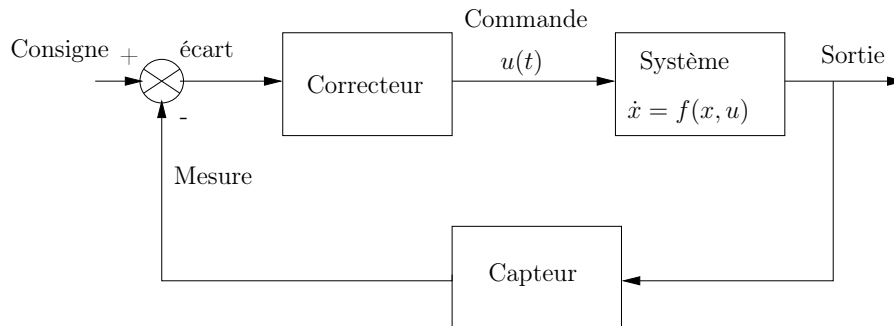 Commande
Consigne
+
écart
u(t)
Système
Sortie
Correcteur
ẋ = f(x, u)
-
Mesure
Capteur